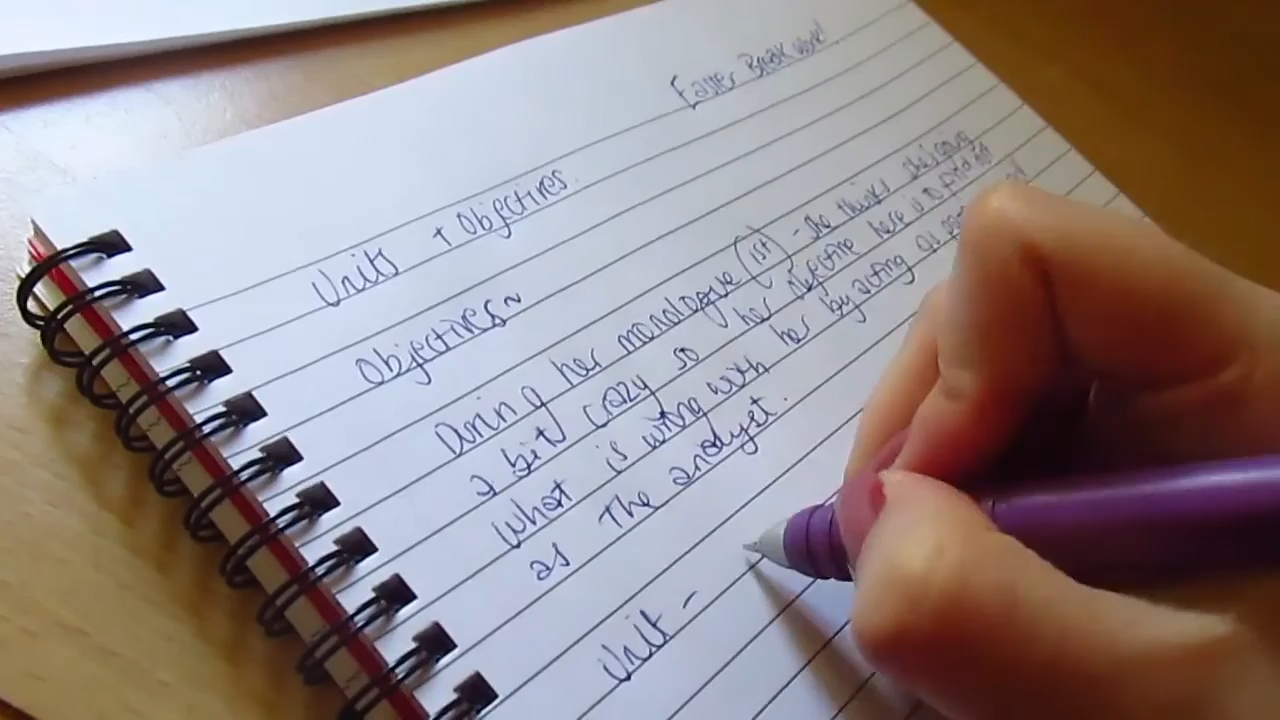 Easter Break work!
Units + Objectives.
Objectives~
During her monologue (1st) - she thinks she's going
a bit crazy so her objective here is to find out
what is wrong with her by acting as
as The analyst.
Unit -